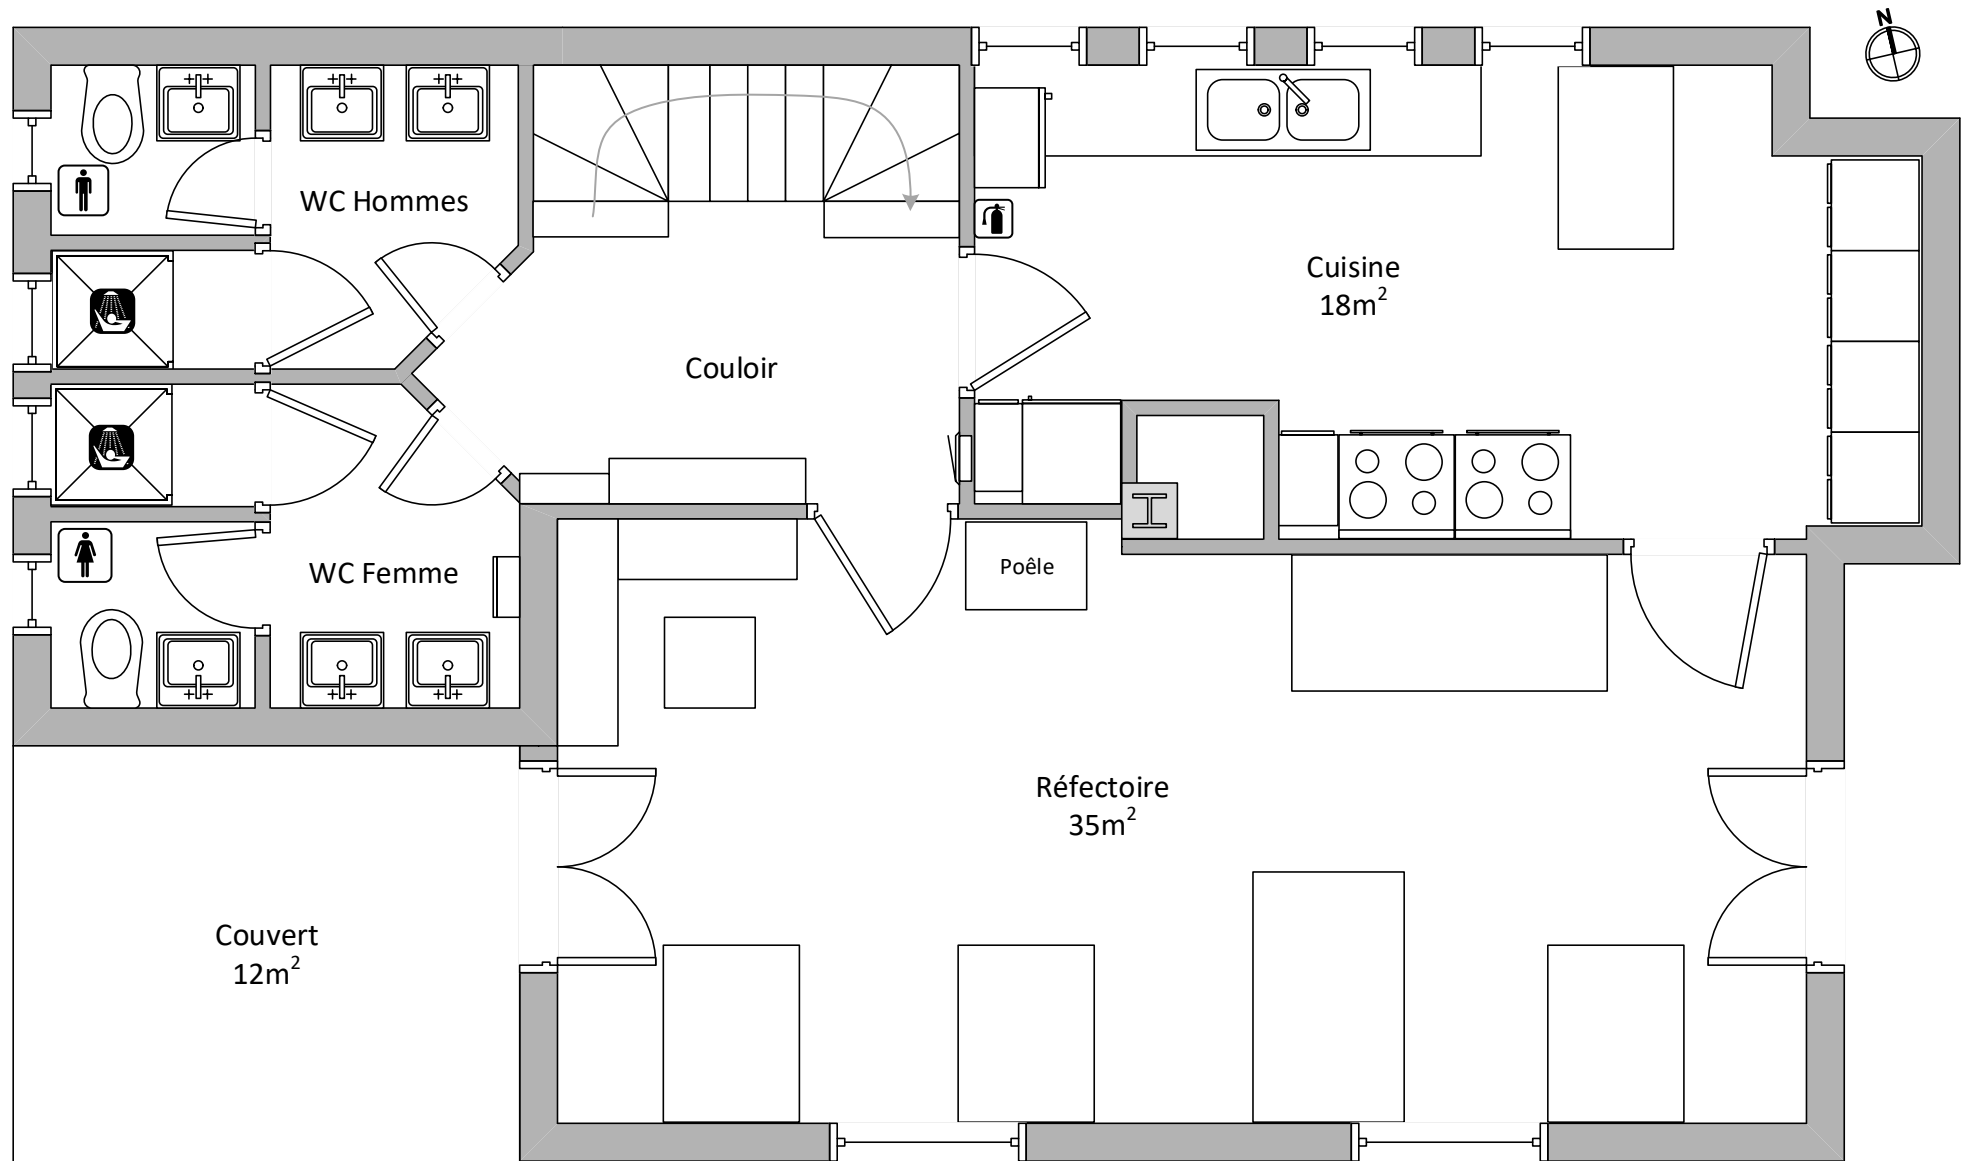 N
WC Hommes
Cuisine
18m²
Couloir
WC Femme
Poêle
Réfectoire
35m²
Couvert
12m²